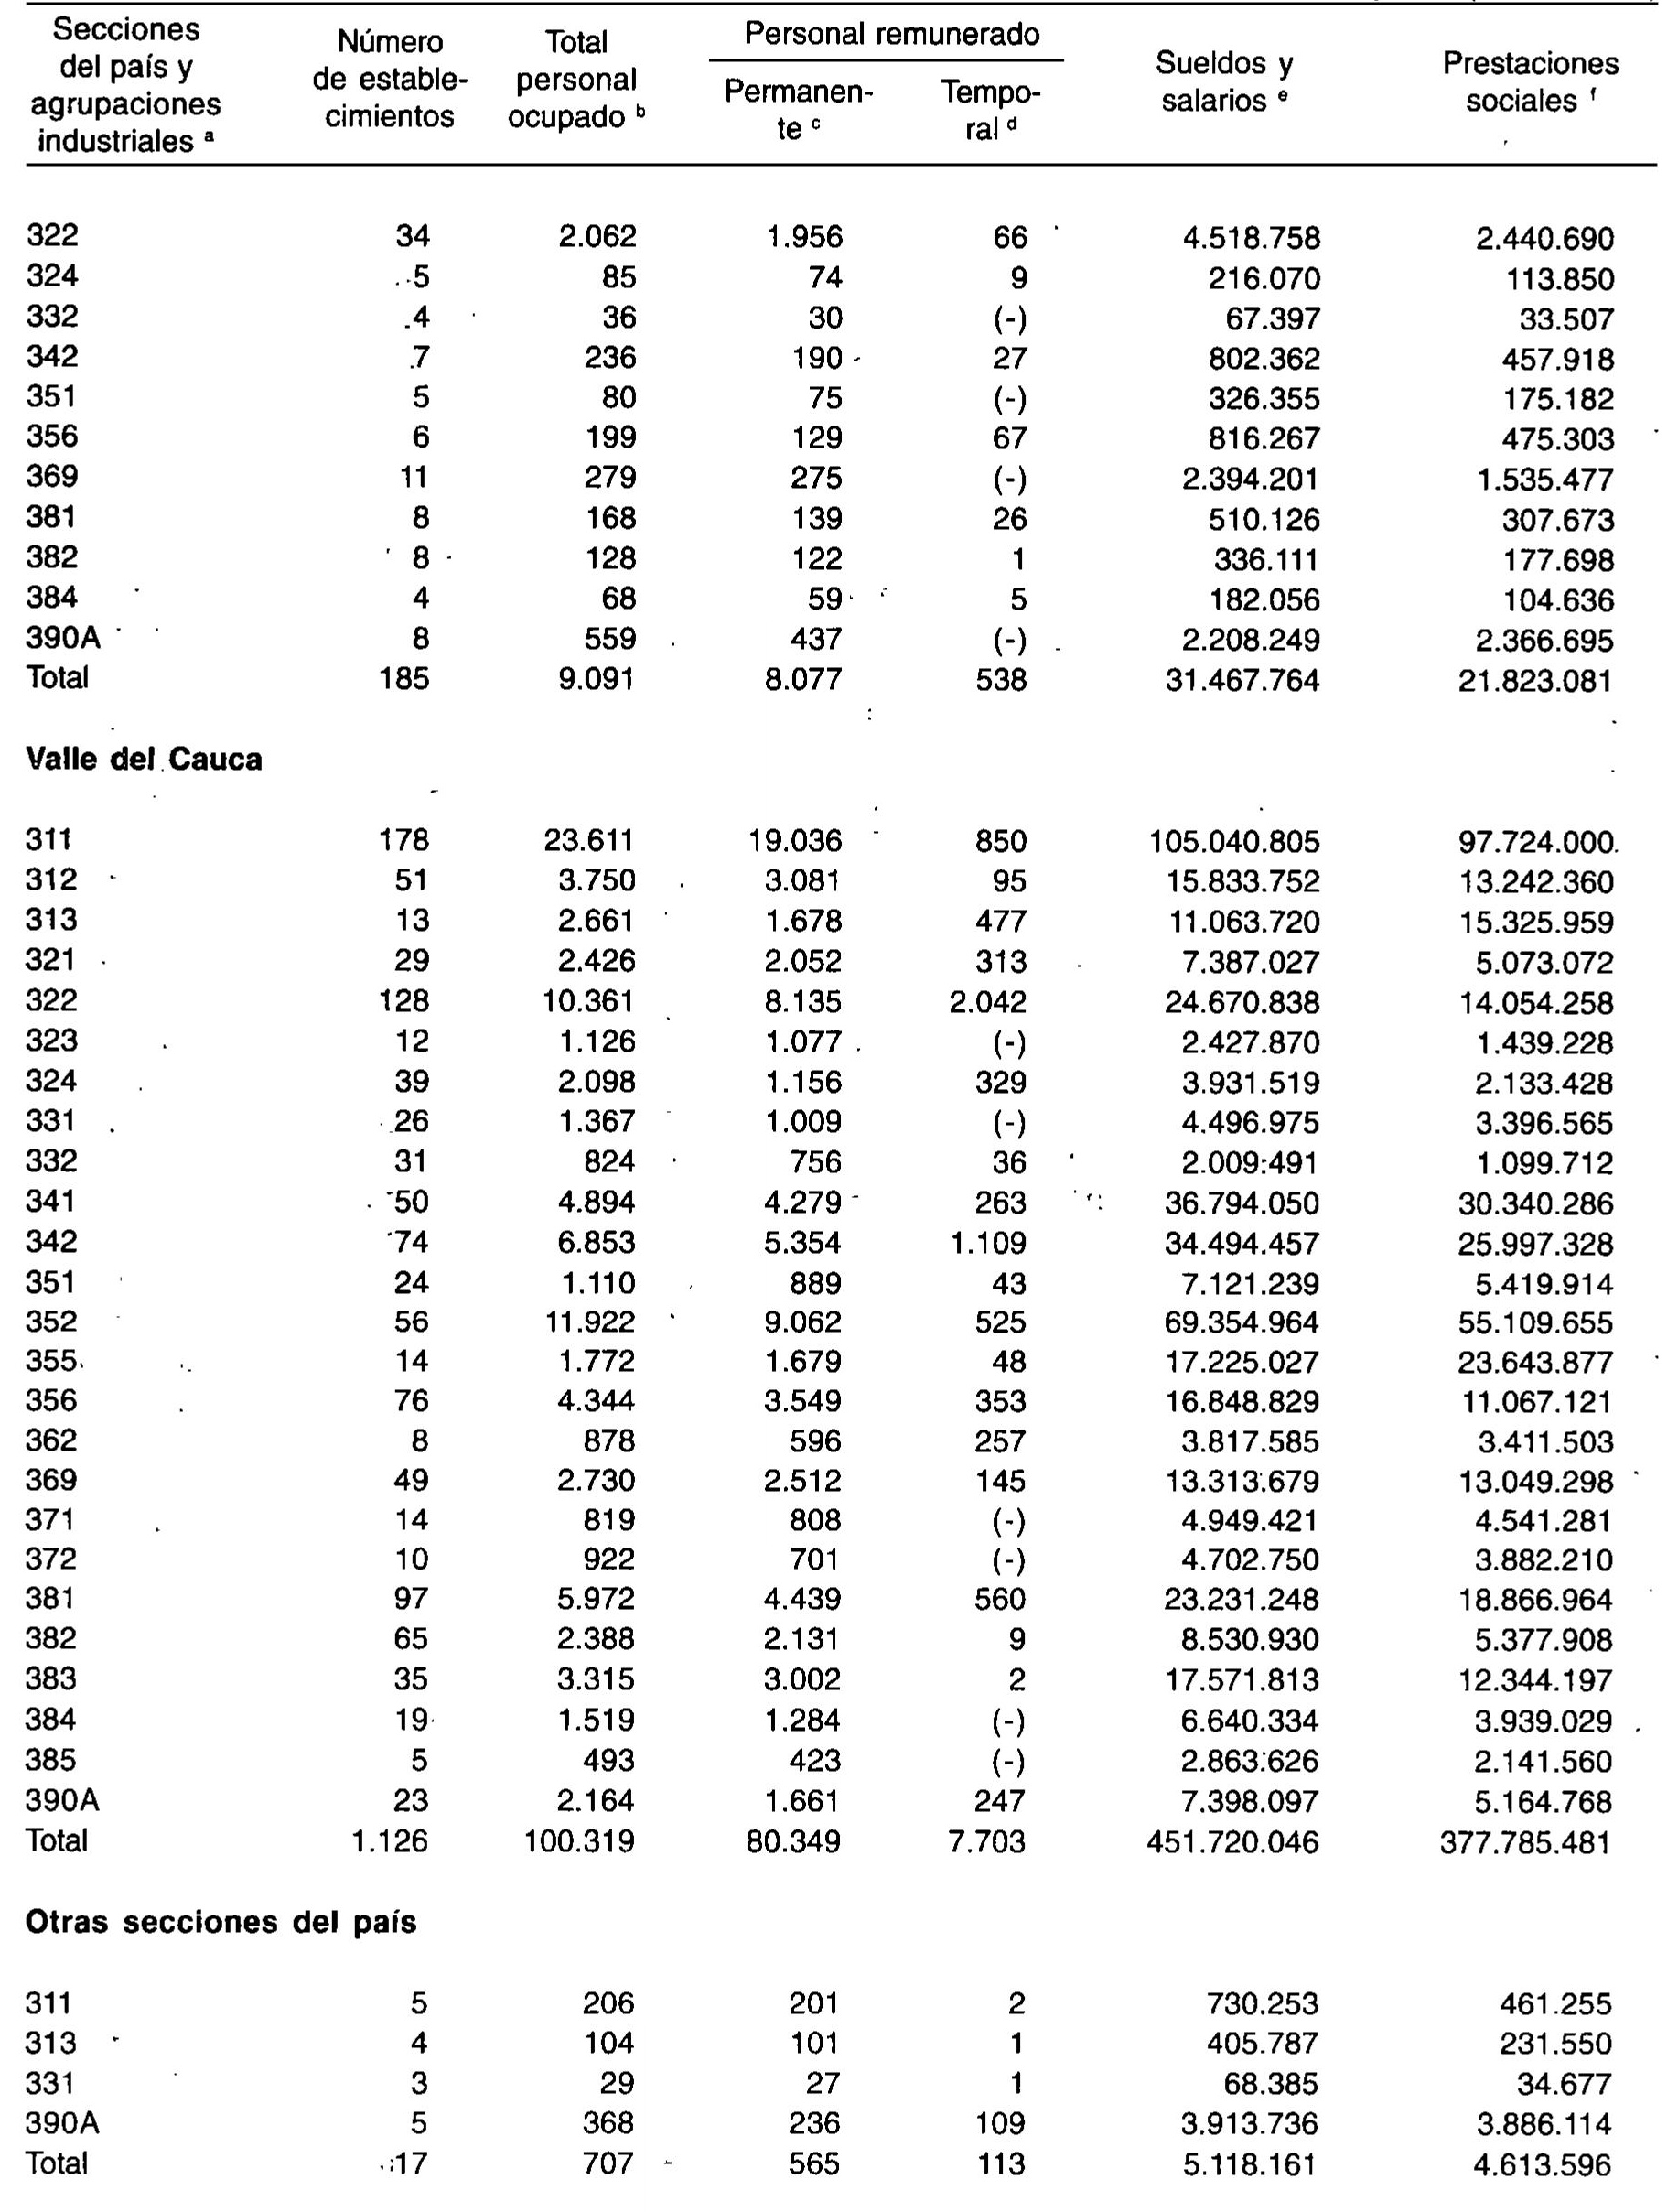 Secciones del país y agrupaciones industriales a Número de estable- cimientos Total personal ocupado b Personal remunerado Permanen- te c Tempo- ral d Sueldos y salarios e Prestaciones sociales f
322 34 2.062 1.956 66 4.518.758 2.440.690
324 5 85 74 9 216.070 113.850
332 4 36 30 (-) 67.397 33.507
342 7 236 190 27 802.362 457.918
351 5 80 75 (-) 326.355 175.182
356 6 199 129 67 816.267 475.303
369 11 279 275 (-) 2.394.201 1.535.477
381 8 168 139 26 510.126 307.673
382 8 128 122 1 336.111 177.698
384 4 68 59 5 182.056 104.636
390A 8 559 437 (-) 2.208.249 2.366.695
Total 185 9.091 8.077 538 31.467.764 21.823.081
Valle del Cauca
311 178 23.611 19.036 850 105.040.805 97.724.000
312 51 3.750 3.081 95 15.833.752 13.242.360
313 13 2.661 1.678 477 11.063.720 15.325.959
321 29 2.426 2.052 313 7.387.027 5.073.072
322 128 10.361 8.135 2.042 24.670.838 14.054.258
323 12 1.126 1.077 (-) 2.427.870 1.439.228
324 39 2.098 1.156 329 3.931.519 2.133.428
331 26 1.367 1.009 (-) 4.496.975 3.396.565
332 31 824 756 36 2.009:491 1.099.712
341 50 4.894 4.279 263 36.794.050 30.340.286
342 74 6.853 5.354 1.109 34.494.457 25.997.328
351 24 1.110 889 43 7.121.239 5.419.914
352 56 11.922 9.062 525 69.354.964 55.109.655
355 14 1.772 1.679 48 17.225.027 23.643.877
356 76 4.344 3.549 353 16.848.829 11.067.121
362 8 878 596 257 3.817.585 3.411.503
369 49 2.730 2.512 145 13.313.679 13.049.298
371 14 819 808 (-) 4.949.421 4.541.281
372 10 922 701 (-) 4.702.750 3.882.210
381 97 5.972 4.439 560 23.231.248 18.866.964
382 65 2.388 2.131 9 8.530.930 5.377.908
383 35 3.315 3.002 2 17.571.813 12.344.197
384 19 1.519 1.284 (-) 6.640.334 3.939.029
385 5 493 423 (-) 2.863:626 2.141.560
390A 23 2.164 1.661 247 7.398.097 5.164.768
Total 1.126 100.319 80.349 7.703 451.720.046 377.785.481
Otras secciones del país
311 5 206 201 2 730.253 461.255
313 4 104 101 1 405.787 231.550
331 3 29 27 1 68.385 34.677
390A 5 368 236 109 3.913.736 3.886.114
Total 17 707 565 113 5.118.161 4.613.596